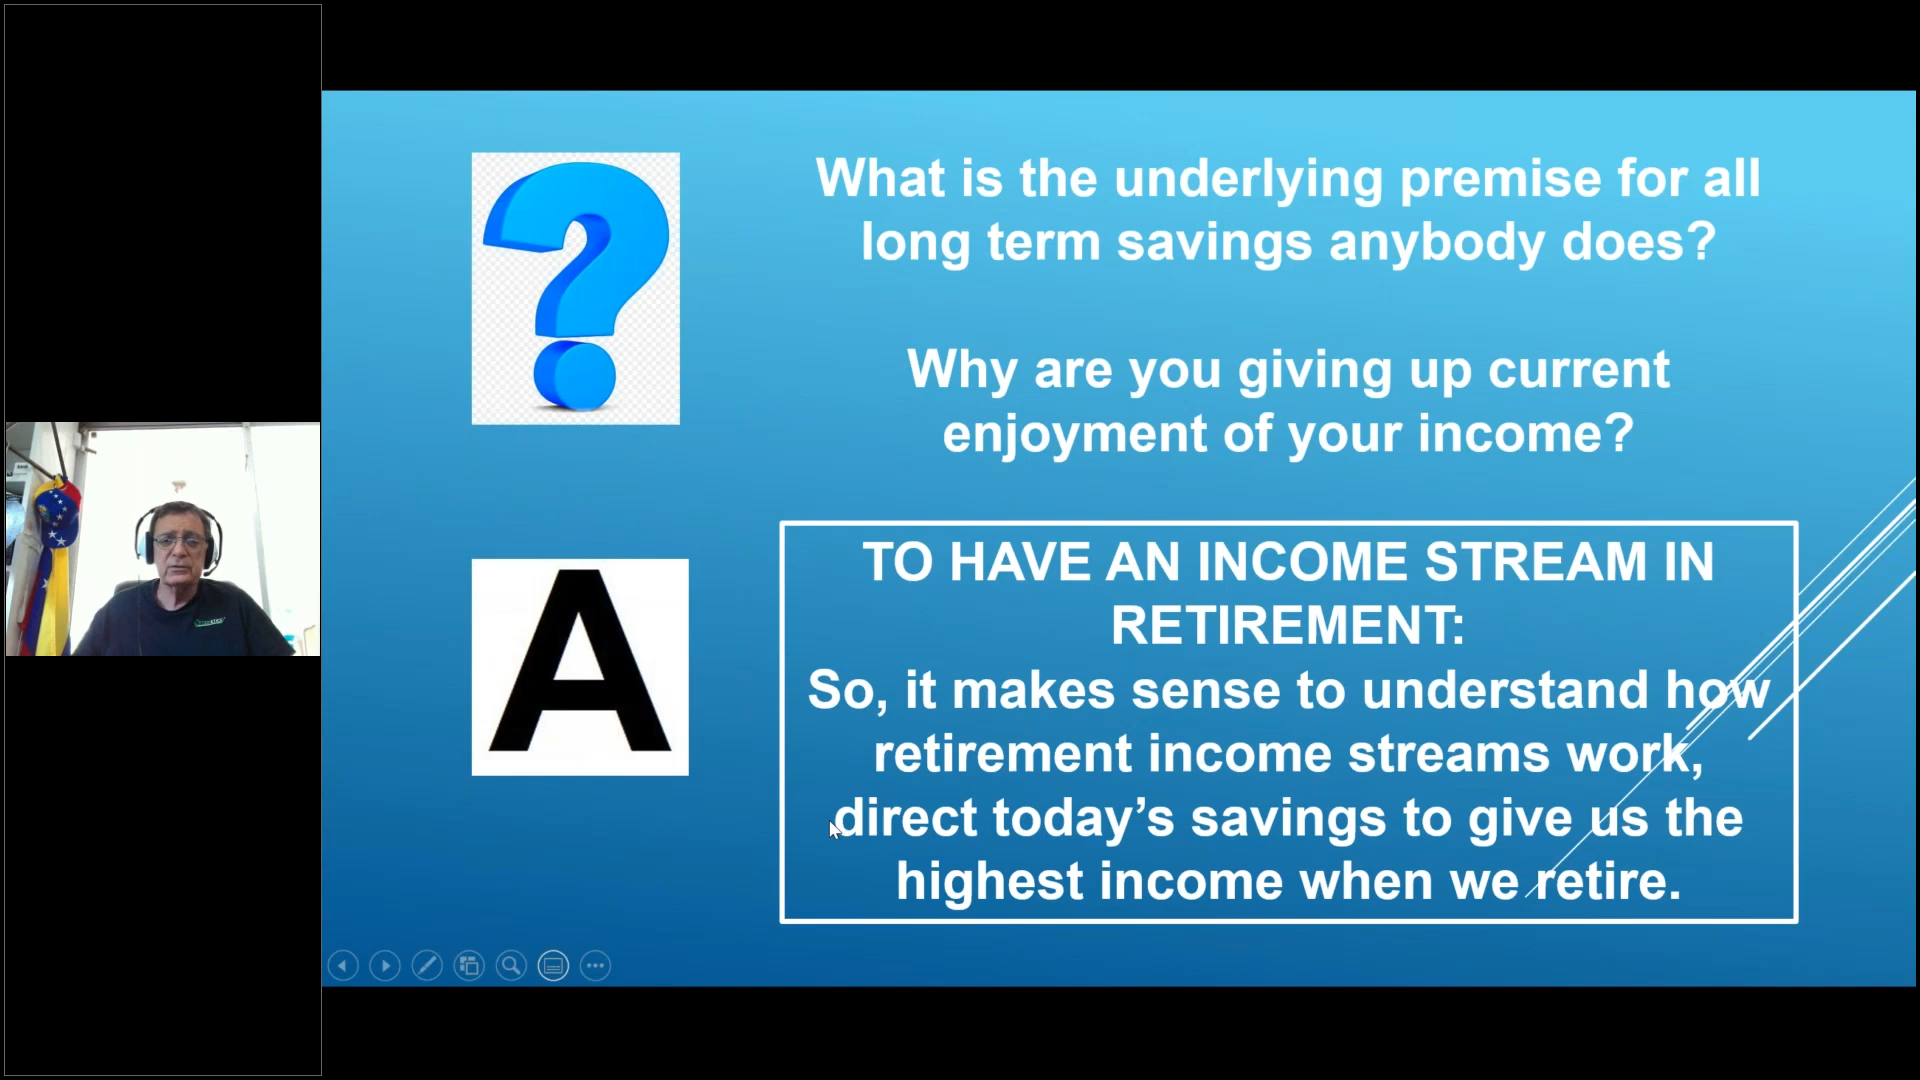 What is the underlying premise for all
long term savings anybody does?
Why are you giving up current
enjoyment of your income?
A
TO HAVE AN INCOME STREAM IN
RETIREMENT:
So, it makes sense to understand how
retirement income streams work,
direct today’s savings to give us the
highest income when we retire.